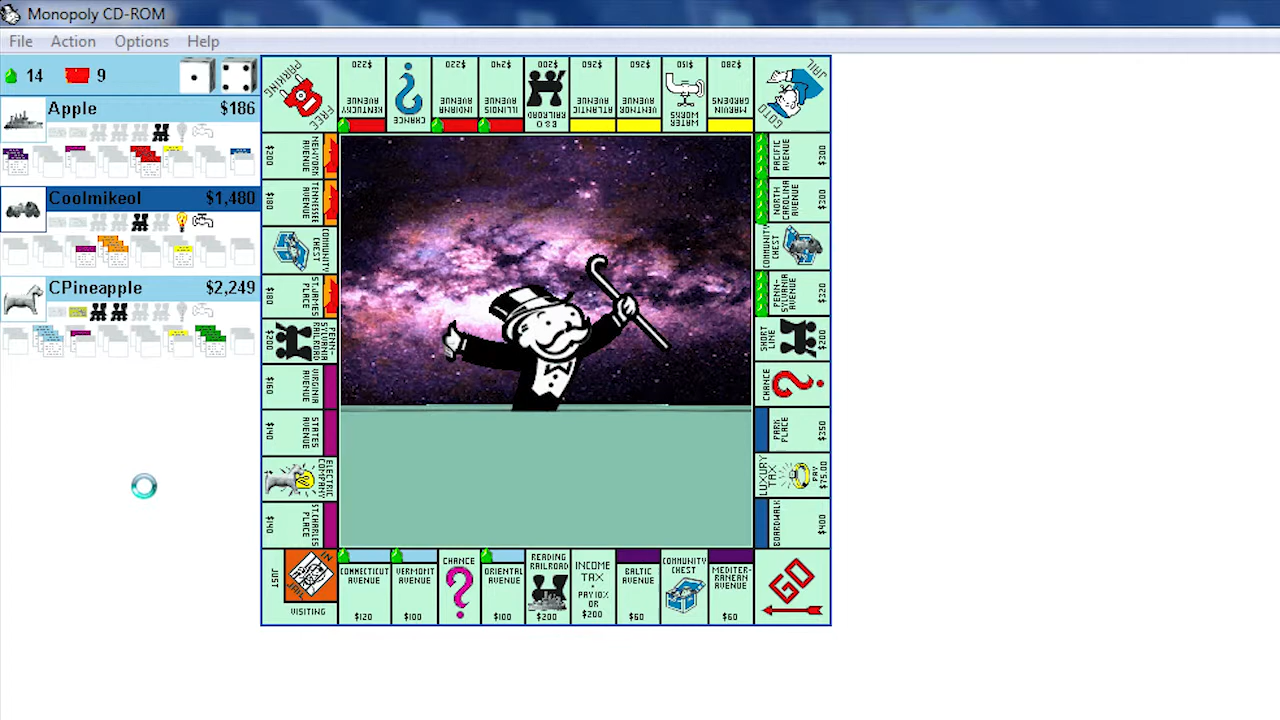 Monopoly CD-ROM
File Action Options Help
14 9
Apple $186
Coolmikeol $1,480
CPineapple $2,249
FREE PARKING
KENTUCKY AVENUE $220
CHANCE
INDIANA AVENUE $220
ILLINOIS AVENUE $240
B&O RAILROAD $200
ATLANTIC AVENUE $260
VENTNOR AVENUE $260
WATER WORKS $150
MARVIN GARDENS $280
GO TO JAIL
NEW YORK AVENUE $200
TENNESSEE AVENUE $180
COMMUNITY CHEST
ST. JAMES PLACE $180
PENNSYLVANIA RAILROAD $200
VIRGINIA AVENUE $160
STATES AVENUE $140
ELECTRIC COMPANY
ST. CHARLES PLACE $140
PACIFIC AVENUE $300
NORTH CAROLINA AVENUE $300
COMMUNITY CHEST
PENNSYLVANIA AVENUE $320
SHORT LINE $200
CHANCE
PARK PLACE $350
LUXURY TAX PAY $75.00
BOARDWALK $400
IN JAIL
JUST VISITING
CONNECTICUT AVENUE $120
VERMONT AVENUE $100
CHANCE
ORIENTAL AVENUE $100
READING RAILROAD $200
INCOME TAX PAY 10% OR $200
BALTIC AVENUE $60
COMMUNITY CHEST
MEDITERRANEAN AVENUE $60
GO